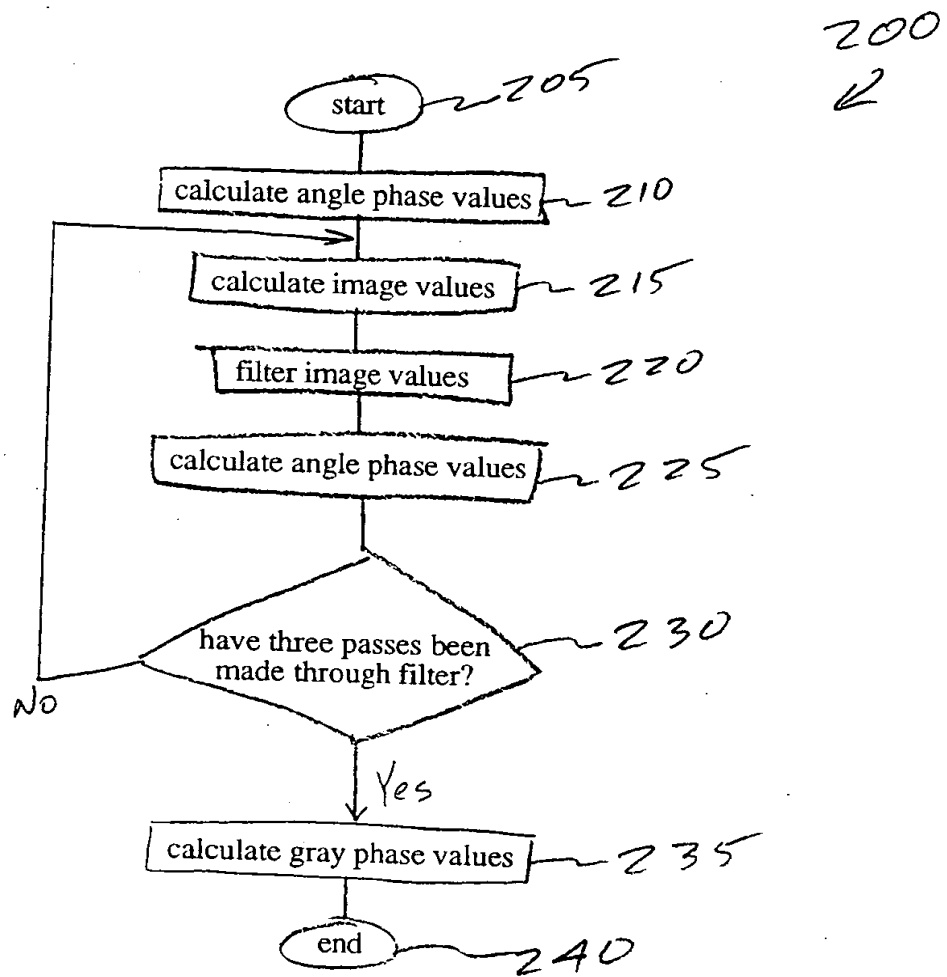 200
start
205
calculate angle phase values
210
calculate image values
215
filter image values
220
calculate angle phase values
225
have three passes been
made through filter?
230
No
Yes
calculate gray phase values
235
end
240